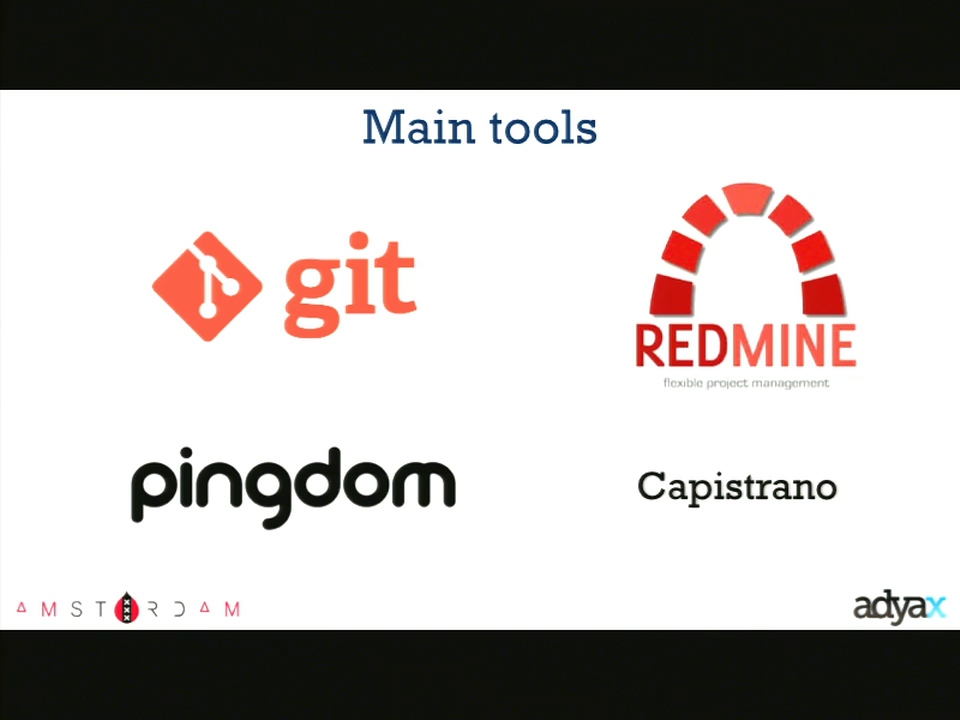 Main tools
git
REDMINE
flexible project management
pingdom
Capistrano
AMSTERDAM
adyax